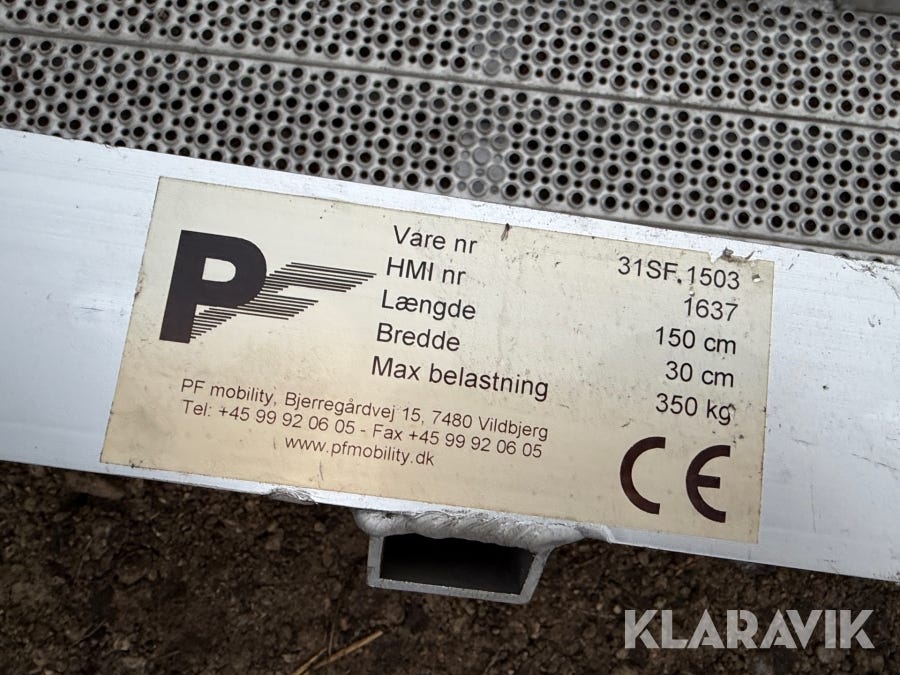 PF
Vare nr 31SF.1503
HMI nr 1637
Længde 150 cm
Bredde 30 cm
Max belastning 350 kg
PF mobility, Bjerregårdvej 15, 7480 Vildbjerg
Tel: +45 99 92 06 05 - Fax +45 99 92 06 05
www.pfmobility.dk
CE
KLARAVIK